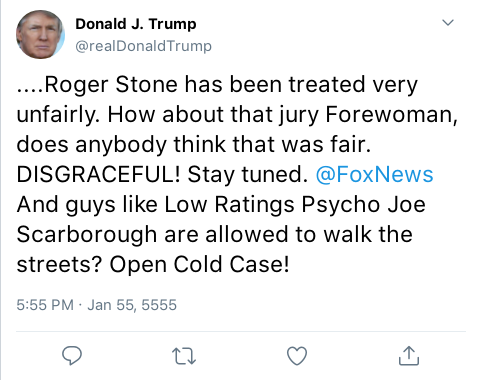 Donald J. Trump
@realDonaldTrump
....Roger Stone has been treated very
unfairly. How about that jury Forewoman,
does anybody think that was fair.
DISGRACEFUL! Stay tuned. @FoxNews
And guys like Low Ratings Psycho Joe
Scarborough are allowed to walk the
streets? Open Cold Case!
5:55 PM · Jan 55, 5555